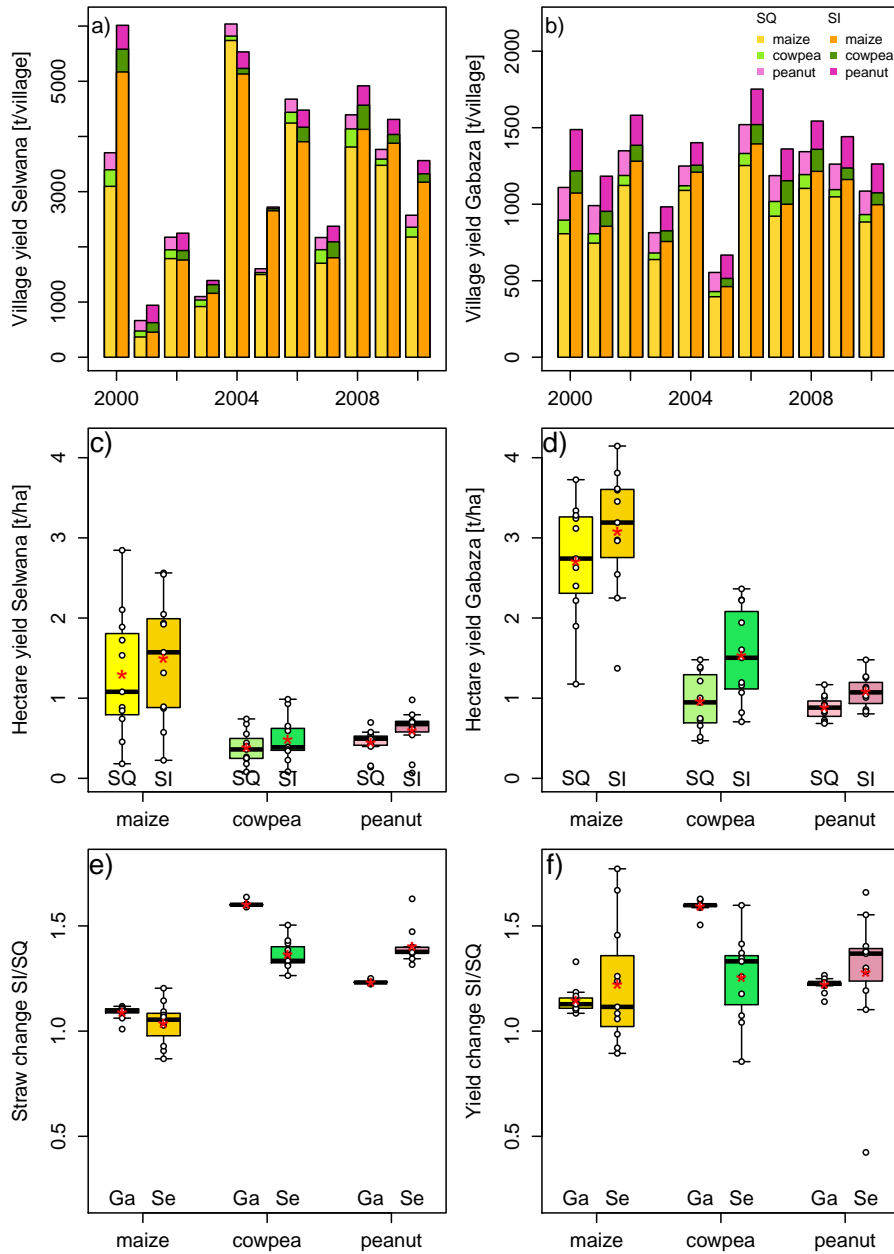 a)
Village yield Selwana [t/village]
0 1000 3000 5000
2000 2004 2008
b)
SQ SI
maize maize
cowpea cowpea
peanut peanut
Village yield Gabaza [t/village]
0 500 1000 1500 2000
2000 2004 2008
c)
Hectare yield Selwana [t/ha]
0 1 2 3 4
SQ SI SQ SI SQ SI
maize cowpea peanut
d)
Hectare yield Gabaza [t/ha]
0 1 2 3 4
SQ SI SQ SI SQ SI
maize cowpea peanut
e)
Straw change SI/SQ
0.5 1.0 1.5
Ga Se Ga Se Ga Se
maize cowpea peanut
f)
Yield change SI/SQ
0.5 1.0 1.5
Ga Se Ga Se Ga Se
maize cowpea peanut